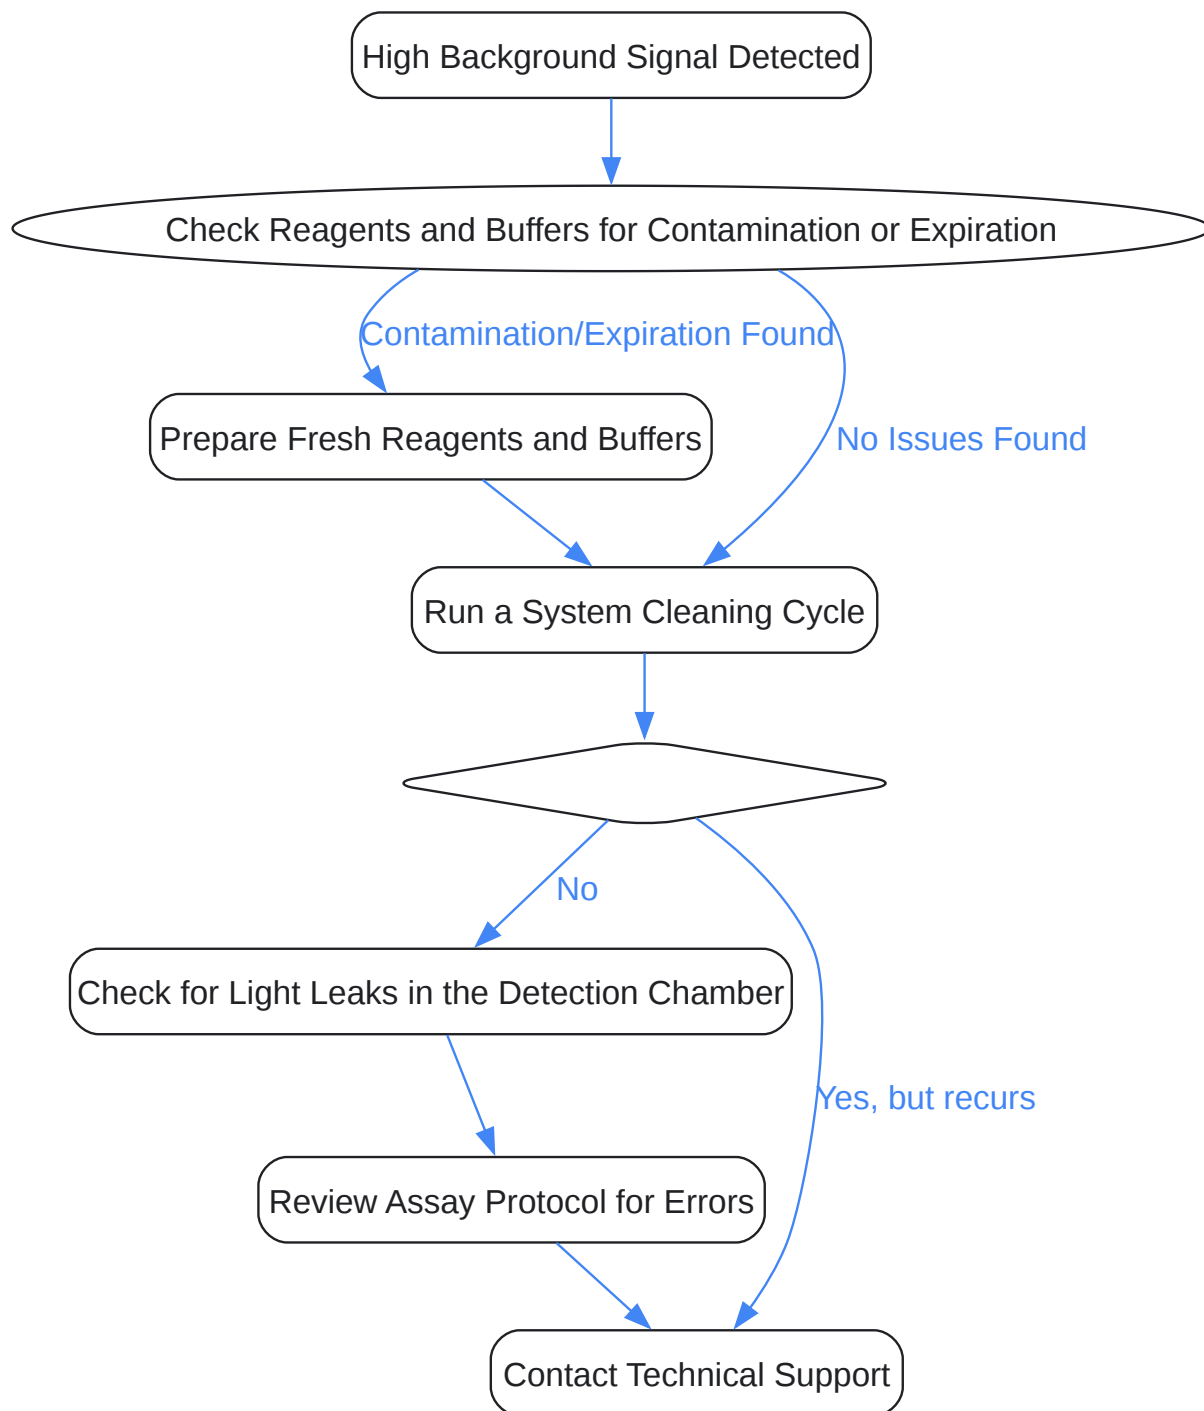 High Background Signal Detected
Check Reagents and Buffers for Contamination or Expiration
Contamination/Expiration Found
Prepare Fresh Reagents and Buffers
No Issues Found
Run a System Cleaning Cycle
No
Check for Light Leaks in the Detection Chamber
Yes, but recurs
Review Assay Protocol for Errors
Contact Technical Support